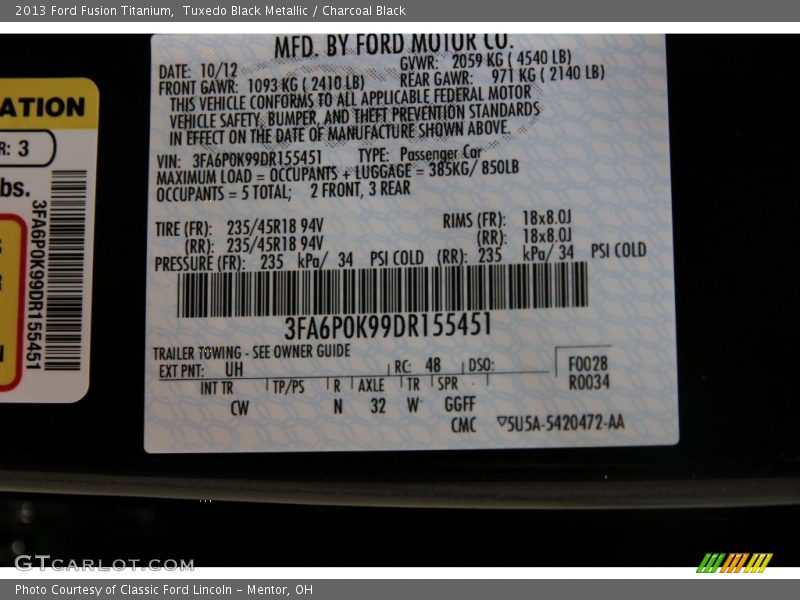 2013 Ford Fusion Titanium,  Tuxedo Black Metallic / Charcoal Black
MFD. BY FORD MOTOR CO.
DATE: 10/12 GVWR: 2059 KG ( 4540 LB)
FRONT GAWR: 1093 KG ( 2410 LB) REAR GAWR: 971 KG ( 2140 LB)
THIS VEHICLE CONFORMS TO ALL APPLICABLE FEDERAL MOTOR
VEHICLE SAFETY, BUMPER, AND THEFT PREVENTION STANDARDS
IN EFFECT ON THE DATE OF MANUFACTURE SHOWN ABOVE.
VIN: 3FA6P0K99DR155451 TYPE: Passenger Car
MAXIMUM LOAD = OCCUPANTS + LUGGAGE = 385KG/ 850LB
OCCUPANTS = 5 TOTAL; 2 FRONT, 3 REAR
TIRE (FR): 235/45R18 94V RIMS (FR): 18x8.0J
(RR): 235/45R18 94V (RR): 18x8.0J
PRESSURE (FR): 235 kPa/ 34 PSI COLD (RR): 235 kPa/ 34 PSI COLD
3FA6P0K99DR155451
TRAILER TOWING - SEE OWNER GUIDE
EXT PNT: UH RC: 48 DSO: F0028
R0034
INT TR TP/PS R AXLE TR SPR
CW N 32 W GGFF
CMC ▽5U5A-5420472-AA
ATION
R: 3
bs.
3FA6P0K99DR155451
GTCARLOT.COM
Photo Courtesy of Classic Ford Lincoln – Mentor, OH